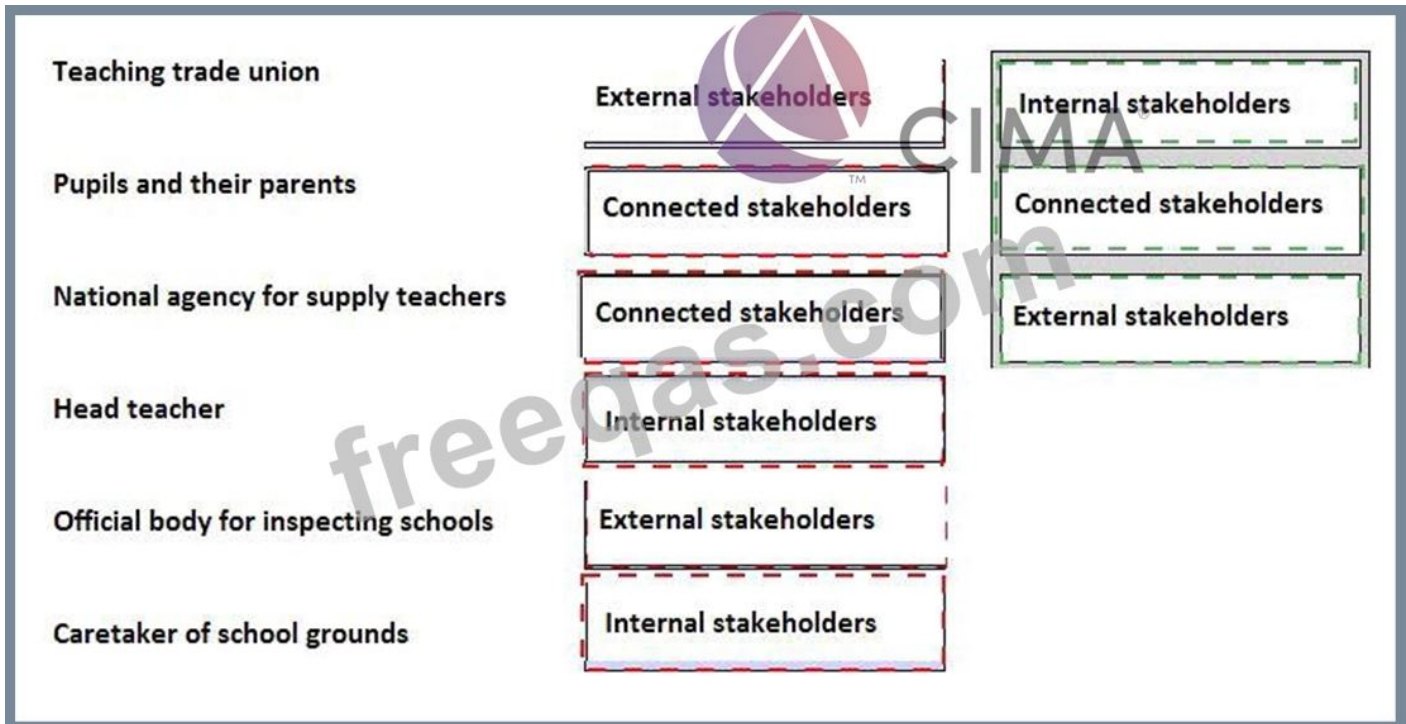 Teaching trade union
External stakeholders
Internal stakeholders
CIMA®
TM
Pupils and their parents
Connected stakeholders
Connected stakeholders
National agency for supply teachers
Connected stakeholders
External stakeholders
freeqas.com
Head teacher
Internal stakeholders
Official body for inspecting schools
External stakeholders
Caretaker of school grounds
Internal stakeholders